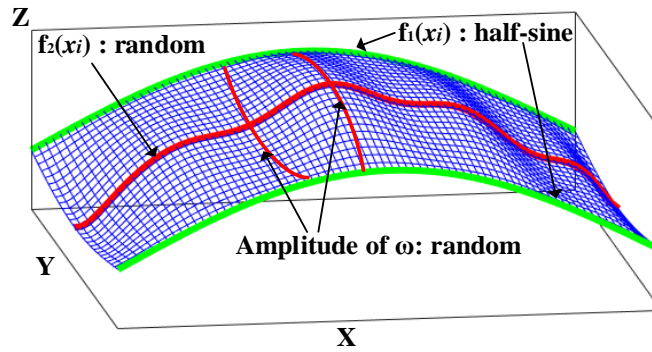 Z
f₂(xᵢ) : random
f₁(xᵢ) : half-sine
Amplitude of ω: random
Y
X